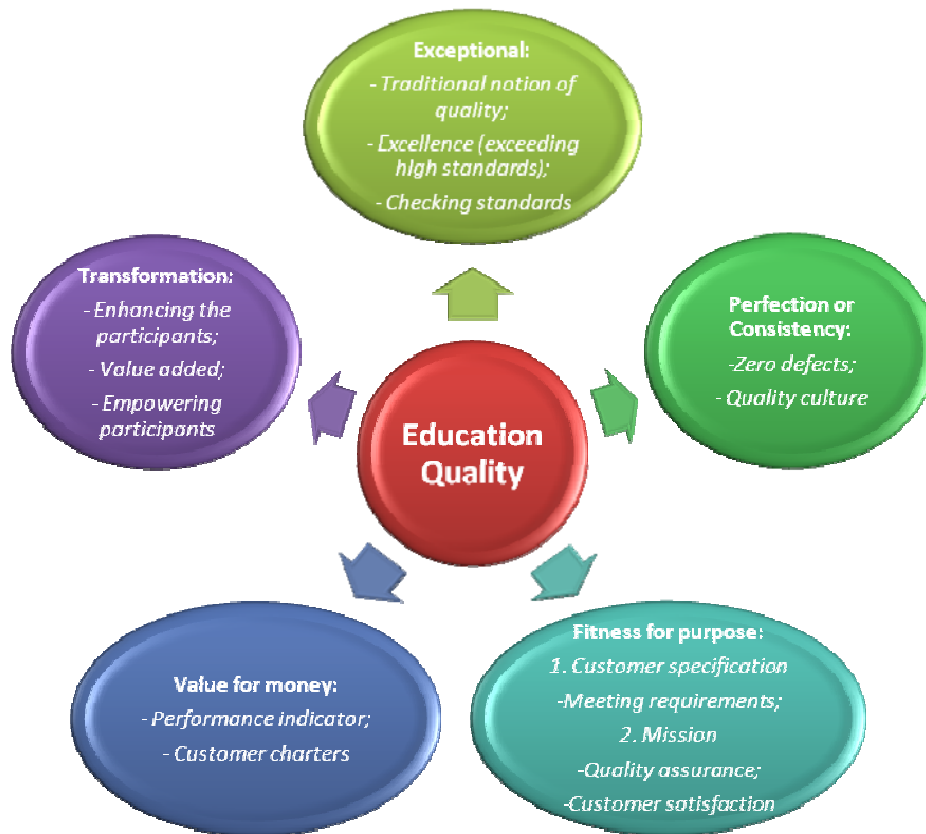 Exceptional:
- Traditional notion of
quality;
- Excellence (exceeding
high standards);
- Checking standards
Perfection or
Consistency:
-Zero defects;
- Quality culture
Fitness for purpose:
1. Customer specification
-Meeting requirements;
2. Mission
-Quality assurance;
-Customer satisfaction
Value for money:
- Performance indicator;
- Customer charters
Transformation:
- Enhancing the
participants;
- Value added;
- Empowering
participants
Education
Quality